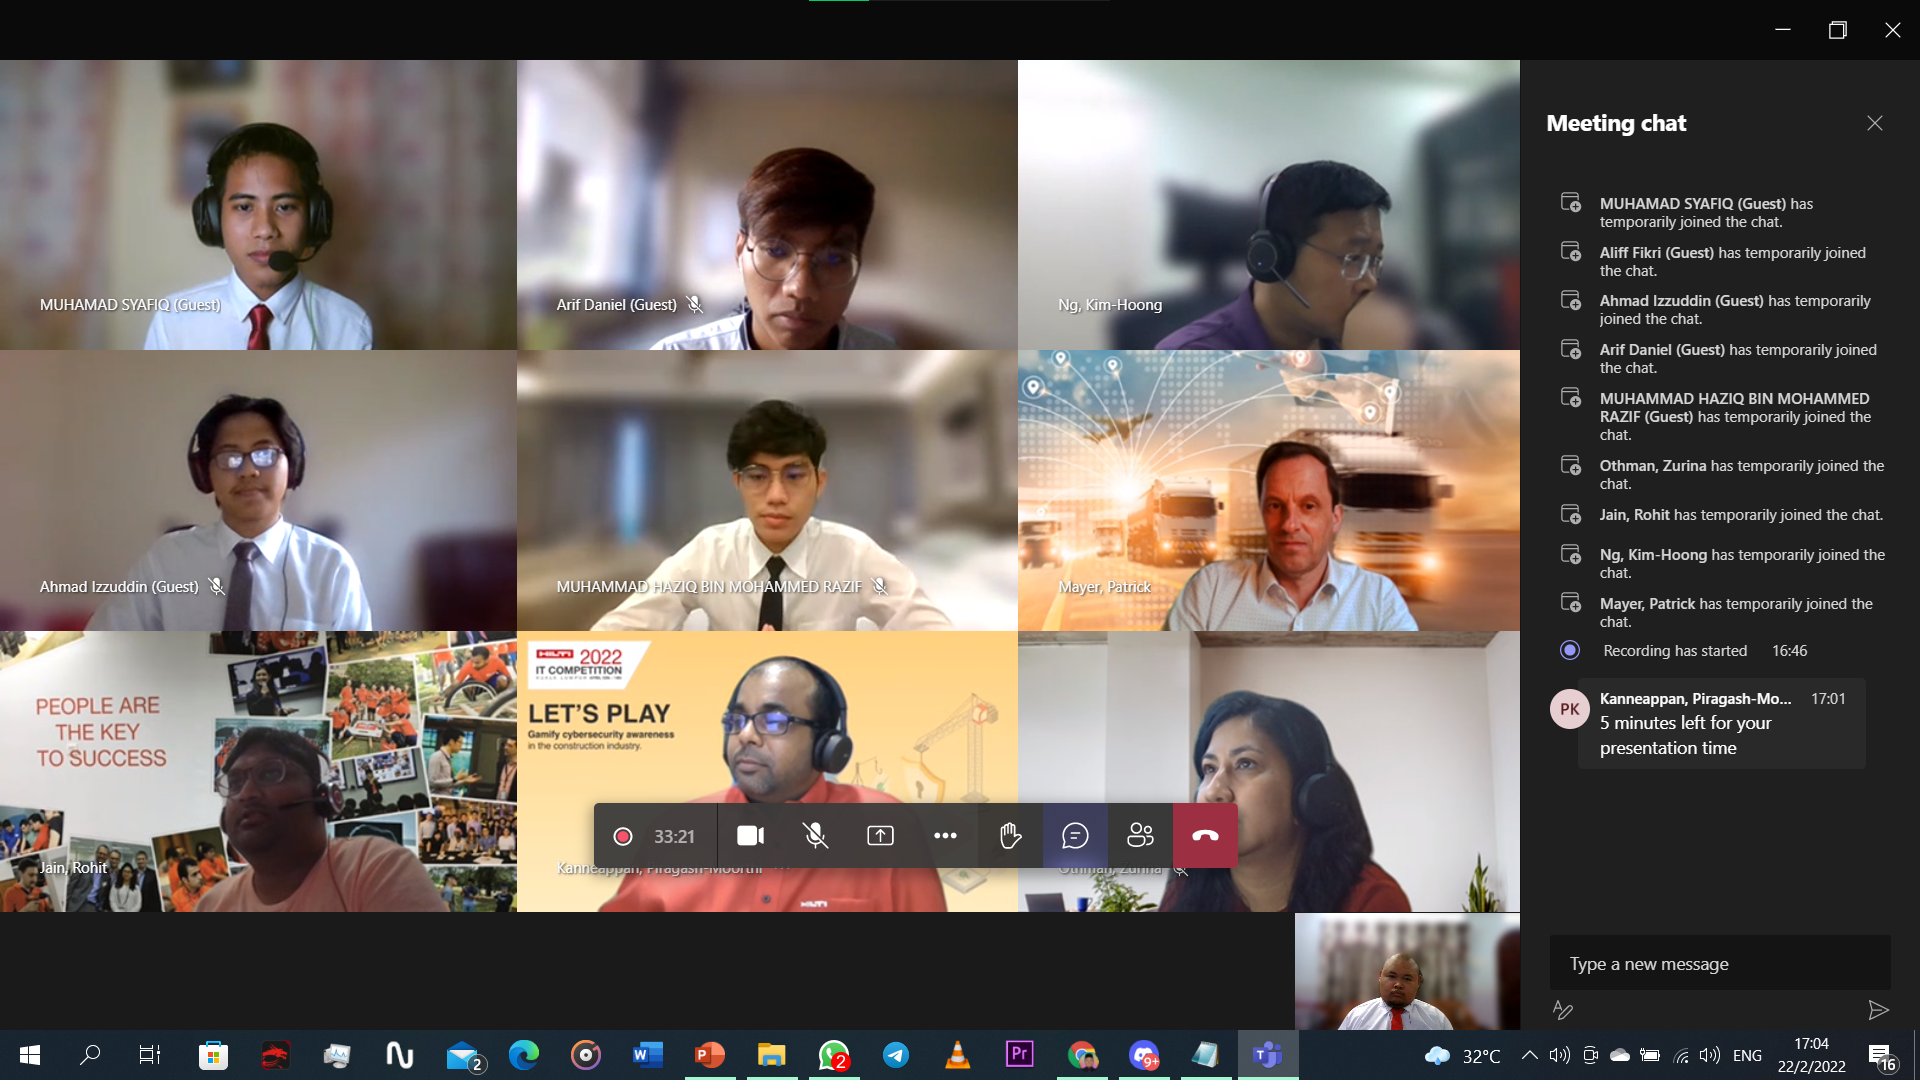 MUHAMAD SYAFIQ (Guest)
Arif Daniel (Guest)
Ng, Kim-Hoong
Ahmad Izzuddin (Guest)
MUHAMMAD HAZIQ BIN MOHAMMED RAZIF
Mayer, Patrick
PEOPLE ARE
THE KEY
TO SUCCESS
Jain, Rohit
HILTI 2022
IT COMPETITION
LET'S PLAY
Gamify cybersecurity awareness
in the construction industry.
HILTI
Kanneappan, Piragash-Moorthi
Othman, Zurina
33:21
Meeting chat
MUHAMAD SYAFIQ (Guest) has
temporarily joined the chat.
Aliff Fikri (Guest) has temporarily joined
the chat.
Ahmad Izzuddin (Guest) has temporarily
joined the chat.
Arif Daniel (Guest) has temporarily joined
the chat.
MUHAMMAD HAZIQ BIN MOHAMMED
RAZIF (Guest) has temporarily joined the
chat.
Othman, Zurina has temporarily joined the
chat.
Jain, Rohit has temporarily joined the chat.
Ng, Kim-Hoong has temporarily joined the
chat.
Mayer, Patrick has temporarily joined the
chat.
Recording has started 16:46
PK
Kanneappan, Piragash-Mo... 17:01
5 minutes left for your
presentation time
Type a new message
2
W
P
2
Pr
9+
T
32°C
ENG
17:04
22/2/2022
16